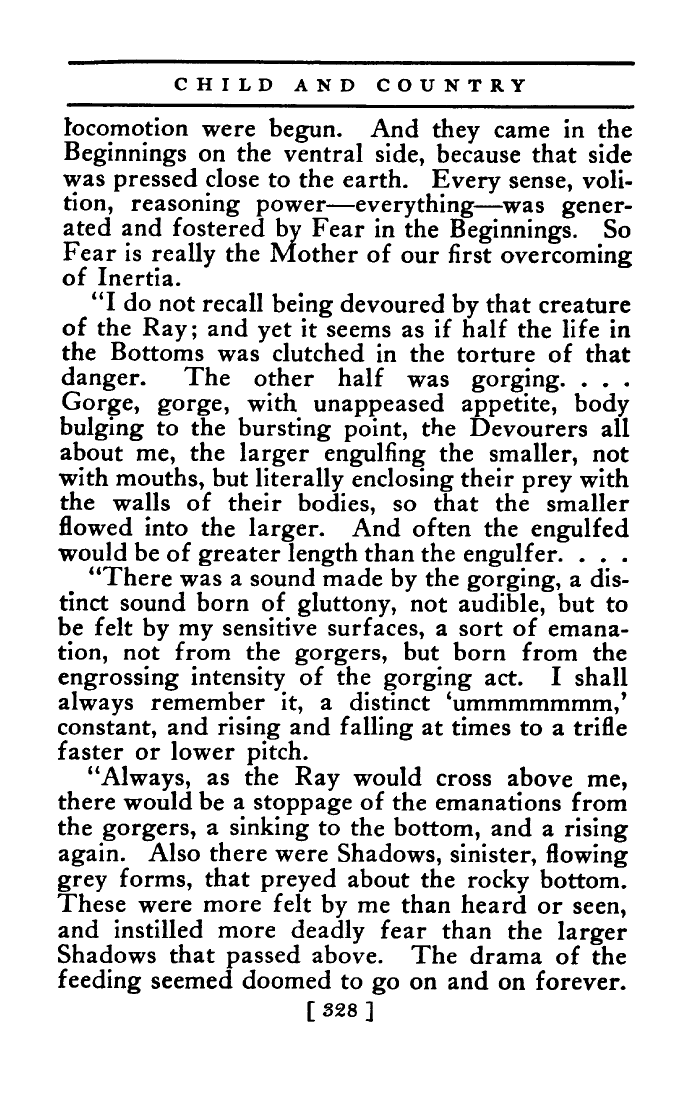 CHILD AND COUNTRY
locomotion were begun. And they came in the
Beginnings on the ventral side, because that side
was pressed close to the earth. Every sense, voli-
tion, reasoning power—everything—was gener-
ated and fostered by Fear in the Beginnings. So
Fear is really the Mother of our first overcoming
of Inertia.
"I do not recall being devoured by that creature
of the Ray; and yet it seems as if half the life in
the Bottoms was clutched in the torture of that
danger. The other half was gorging. . . .
Gorge, gorge, with unappeased appetite, body
bulging to the bursting point, the Devourers all
about me, the larger engulfing the smaller, not
with mouths, but literally enclosing their prey with
the walls of their bodies, so that the smaller
flowed into the larger. And often the engulfed
would be of greater length than the engulfer. . . .
"There was a sound made by the gorging, a dis-
tinct sound born of gluttony, not audible, but to
be felt by my sensitive surfaces, a sort of emana-
tion, not from the gorgers, but born from the
engrossing intensity of the gorging act. I shall
always remember it, a distinct 'ummmmmmm,'
constant, and rising and falling at times to a trifle
faster or lower pitch.
"Always, as the Ray would cross above me,
there would be a stoppage of the emanations from
the gorgers, a sinking to the bottom, and a rising
again. Also there were Shadows, sinister, flowing
grey forms, that preyed about the rocky bottom.
These were more felt by me than heard or seen,
and instilled more deadly fear than the larger
Shadows that passed above. The drama of the
feeding seemed doomed to go on and on forever.
[ 328 ]